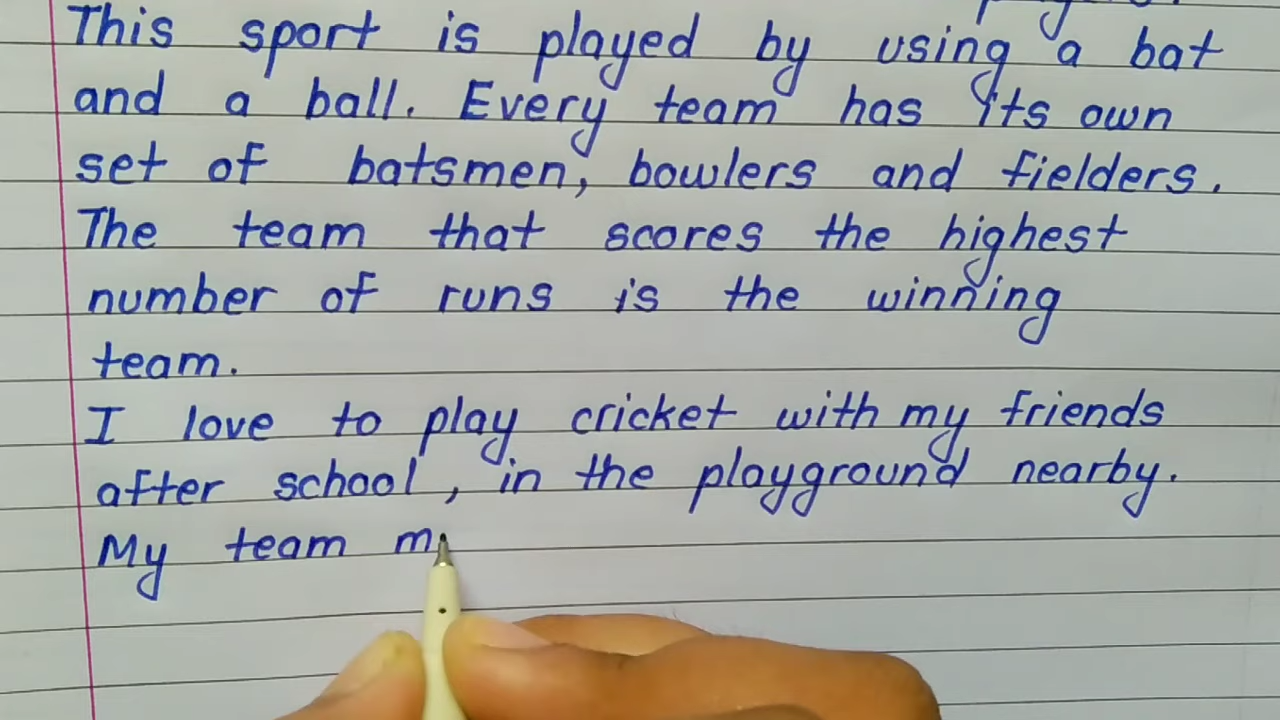 This sport is played by using a bat
and a ball. Every team has its own
set of batsmen, bowlers and fielders.
The team that scores the highest
number of runs is the winning
team.
I love to play cricket with my friends
after school, in the playground nearby.
My team m